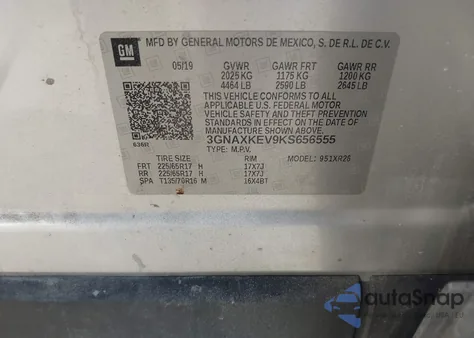 GM
MFD BY GENERAL MOTORS DE MEXICO, S. DE R.L. DE C.V.
05/19 GVWR GAWR FRT GAWR RR
2025 KG 1175 KG 1200 KG
4464 LB 2590 LB 2645 LB
THIS VEHICLE CONFORMS TO ALL
APPLICABLE U.S. FEDERAL MOTOR
VEHICLE SAFETY STANDARDS IN
EFFECT ON THE DATE OF
MANUFACTURE SHOWN ABOVE.
3GNAXKEV9KS656555
TYPE: M.P.V.
TIRE SIZE RIM MODEL: 951XR26
FRT 225/65R17 H 17X7J
RR 225/65R17 H 17X7J
SPA T135/70R16 M 16X4BT
autoSnap